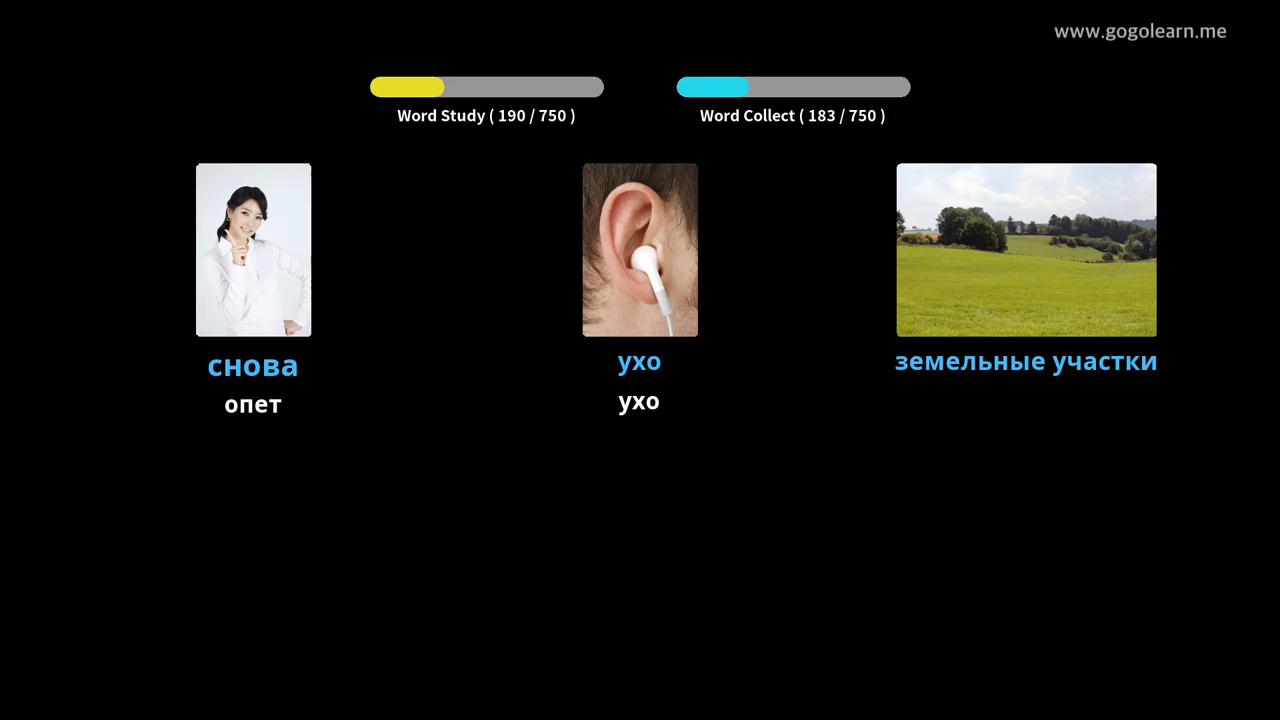 www.gogolearn.me
Word Study ( 190 / 750 )
Word Collect ( 183 / 750 )
снова
опет
ухо
ухо
земельные участки